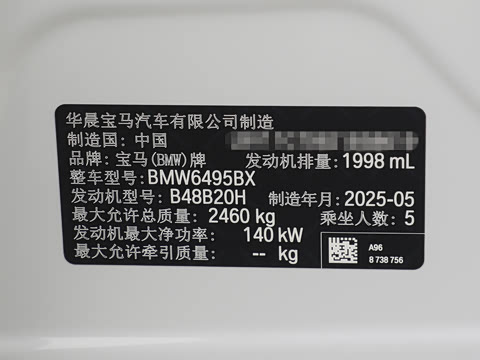 华晨宝马汽车有限公司制造
制造国: 中国
品牌: 宝马(BMW)牌 发动机排量: 1998 mL
整车型号: BMW6495BX
发动机型号: B48B20H 制造年月: 2025-05
最大允许总质量: 2460 kg 乘坐人数: 5
发动机最大净功率: 140 kW
最大允许牵引质量: -- kg
A96
8 738 756